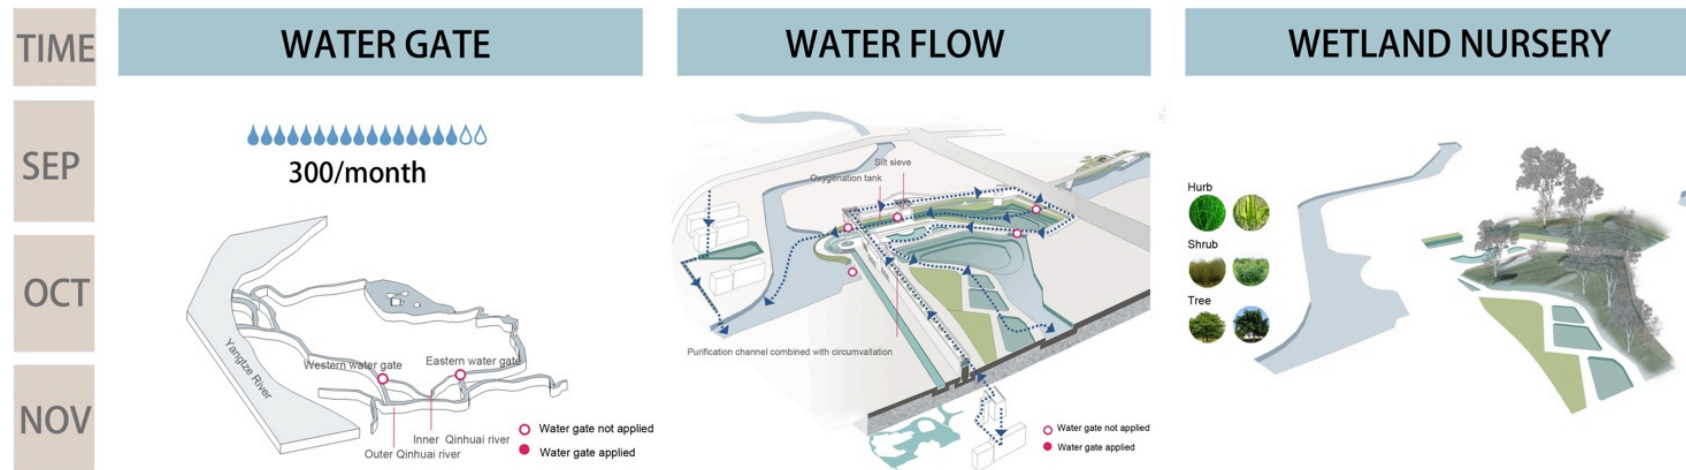 TIME
WATER GATE
WATER FLOW
WETLAND NURSERY
SEP
OCT
NOV
300/month
Yangtze River
Western water gate
Eastern water gate
Inner Qinhuai river
Outer Qinhuai river
Water gate not applied
Water gate applied
Silt sieve
Oxygenation tank
Purification channel combined with circumvallation
Water gate not applied
Water gate applied
Hurb
Shrub
Tree